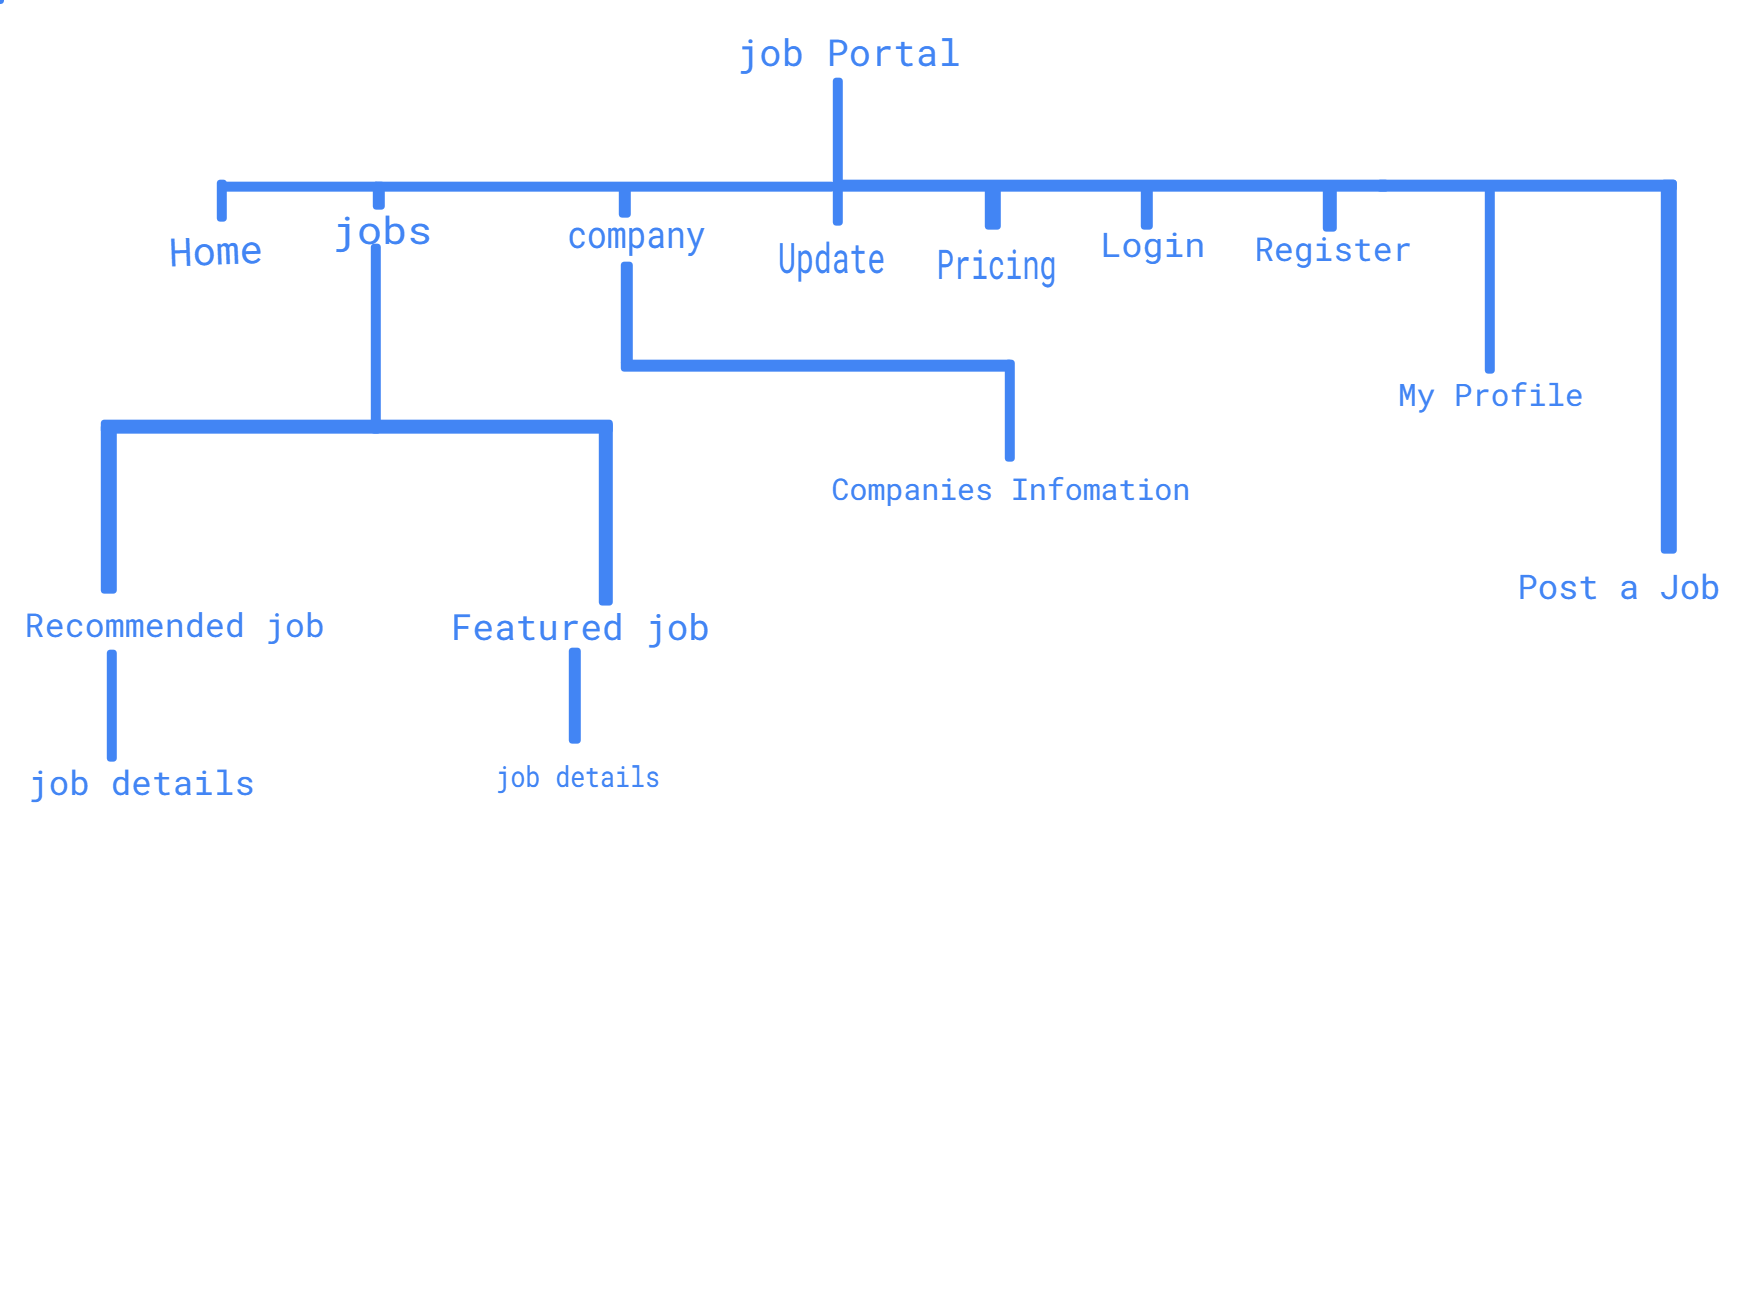 job Portal
Home
jobs
company
Update
Pricing
Login
Register
My Profile
Companies Infomation
Post a Job
Recommended job
Featured job
job details
job details